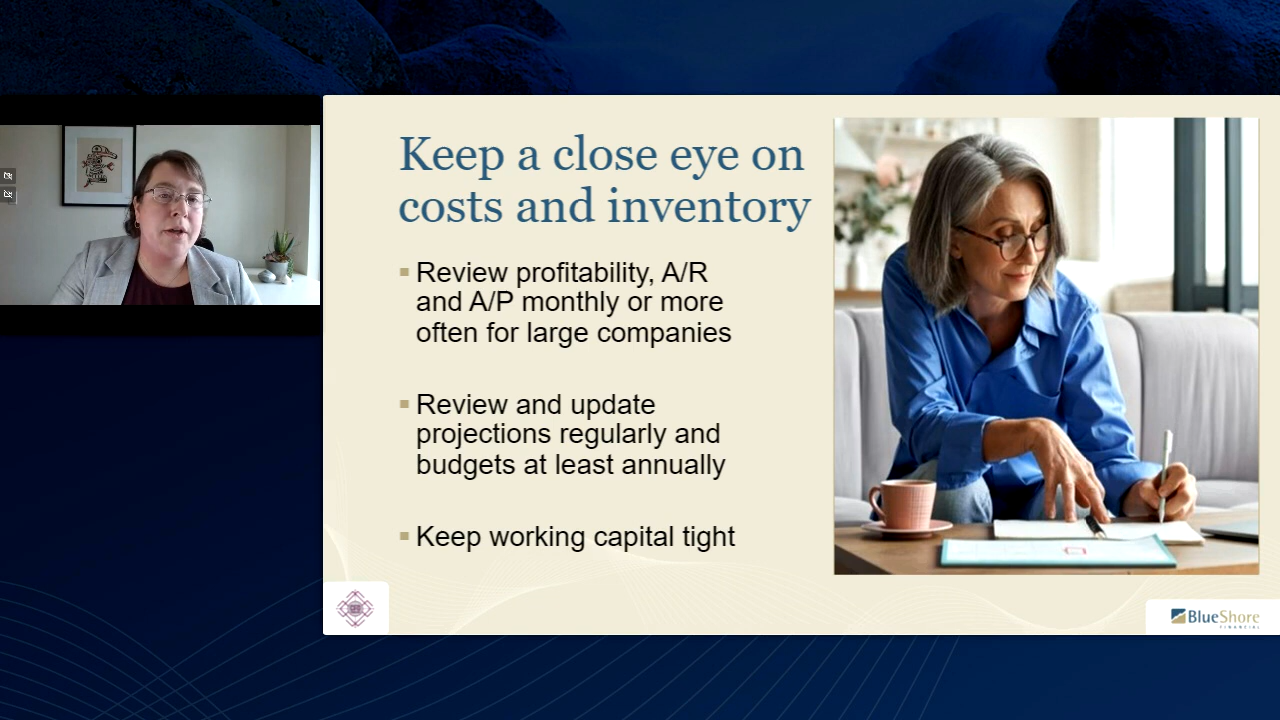 Keep a close eye on
costs and inventory
Review profitability, A/R
and A/P monthly or more
often for large companies
Review and update
projections regularly and
budgets at least annually
Keep working capital tight
BlueShore
FINANCIAL